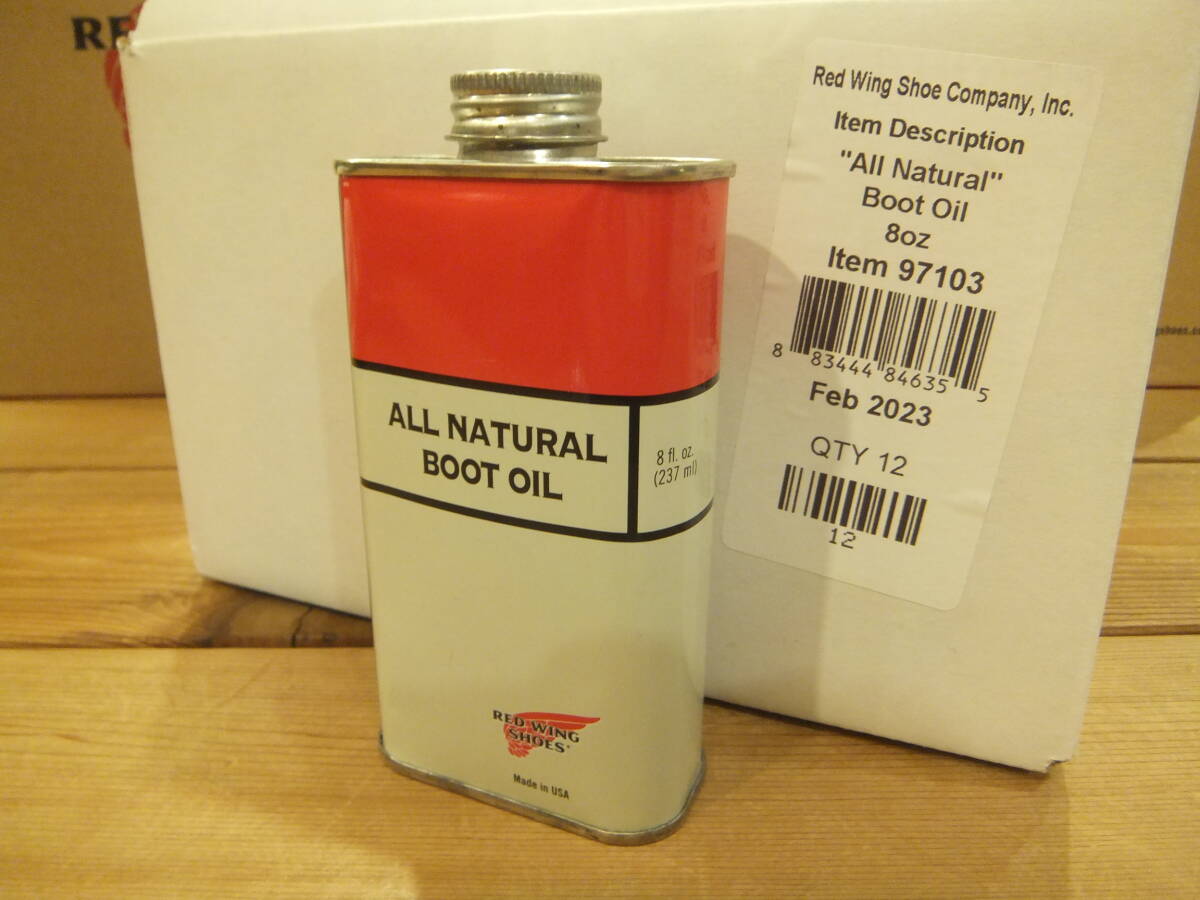 RE
Red Wing Shoe Company, Inc.
Item Description
"All Natural"
Boot Oil
8oz
Item 97103
8 83444 84635 5
Feb 2023
QTY 12
12
ALL NATURAL
BOOT OIL
8 fl. oz.
(237 ml)
RED WING
SHOES®
Made in USA